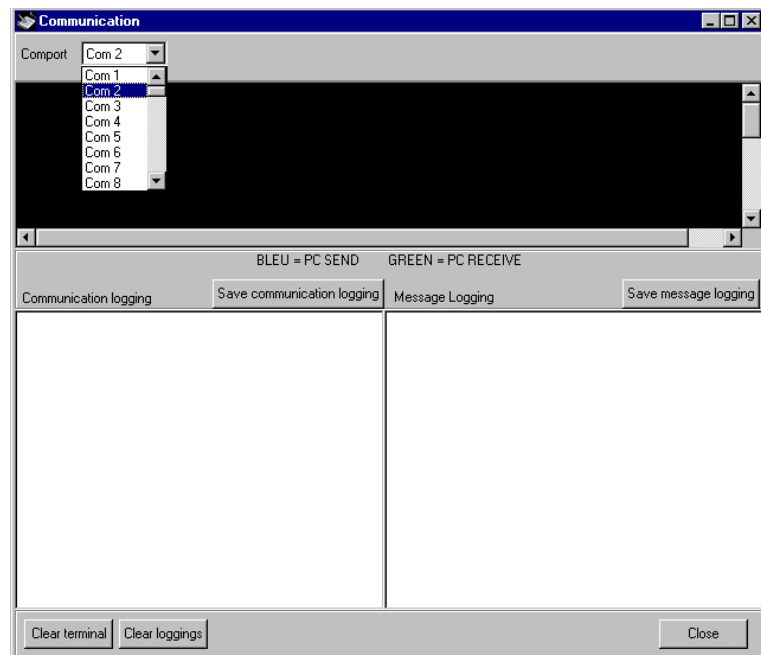 Communication
Comport Com 2
Com 1
Com 2
Com 3
Com 4
Com 5
Com 6
Com 7
Com 8
BLEU = PC SEND GREEN = PC RECEIVE
Communication logging Save communication logging Message Logging Save message logging
Clear terminal Clear loggings Close